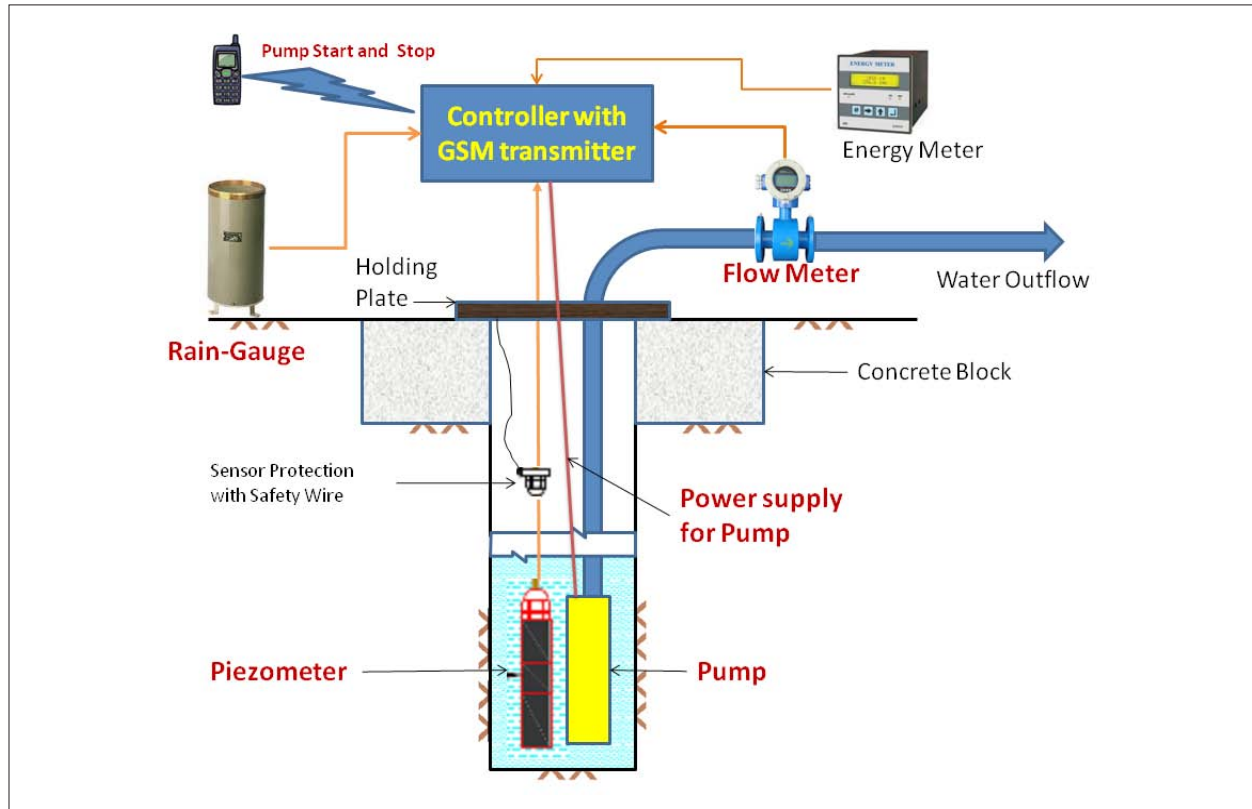 Pump Start and Stop
ENERGY METER
Controller with
GSM transmitter
Energy Meter
Holding
Plate
Flow Meter
Water Outflow
Rain-Gauge
Concrete Block
Sensor Protection
with Safety Wire
Power supply
for Pump
Piezometer
Pump